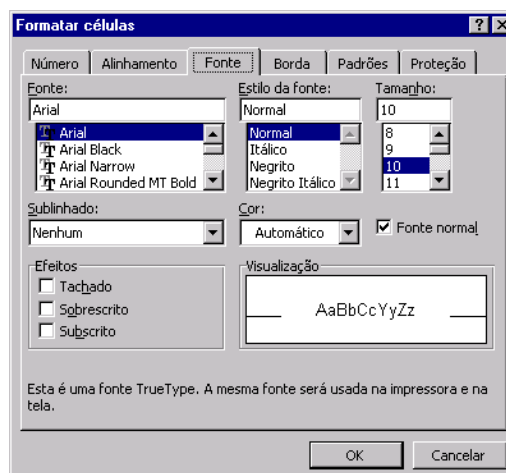 Formatar células
Número Alinhamento Fonte Borda Padrões Proteção
Fonte: Estilo da fonte: Tamanho:
Arial Normal 10
Arial Normal 8
Arial Black Itálico 9
Arial Narrow Negrito 10
Arial Rounded MT Bold Negrito Itálico 11
Sublinhado: Cor:
Nenhum Automático Fonte normal
Efeitos Visualização
Tachado
Sobrescrito AaBbCcYyZz
Subscrito
Esta é uma fonte TrueType. A mesma fonte será usada na impressora e na
tela.
OK Cancelar